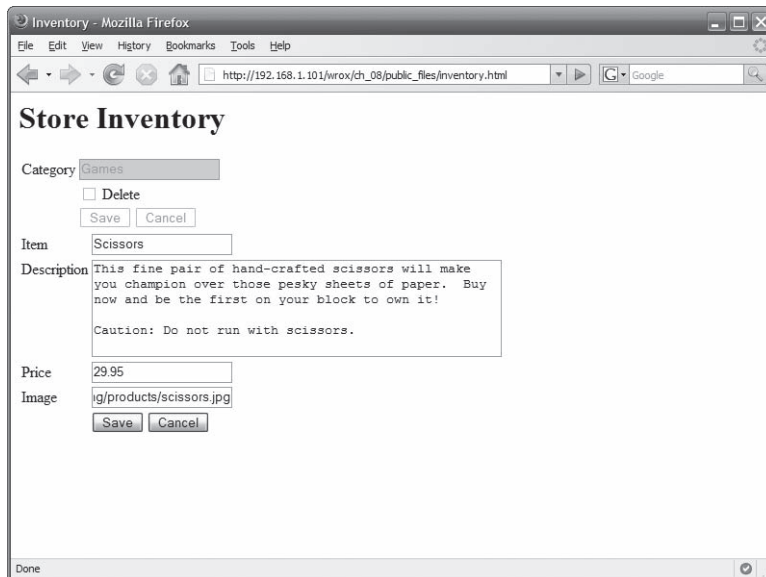 Inventory - Mozilla Firefox
File Edit View History Bookmarks Tools Help
http://192.168.1.101/wrox/ch_08/public_files/inventory.html
G Google
Store Inventory
Category Games
Delete
Save Cancel
Item Scissors
Description This fine pair of hand-crafted scissors will make
you champion over those pesky sheets of paper. Buy
now and be the first on your block to own it!
Caution: Do not run with scissors.
Price 29.95
Image g/products/scissors.jpg
Save Cancel
Done